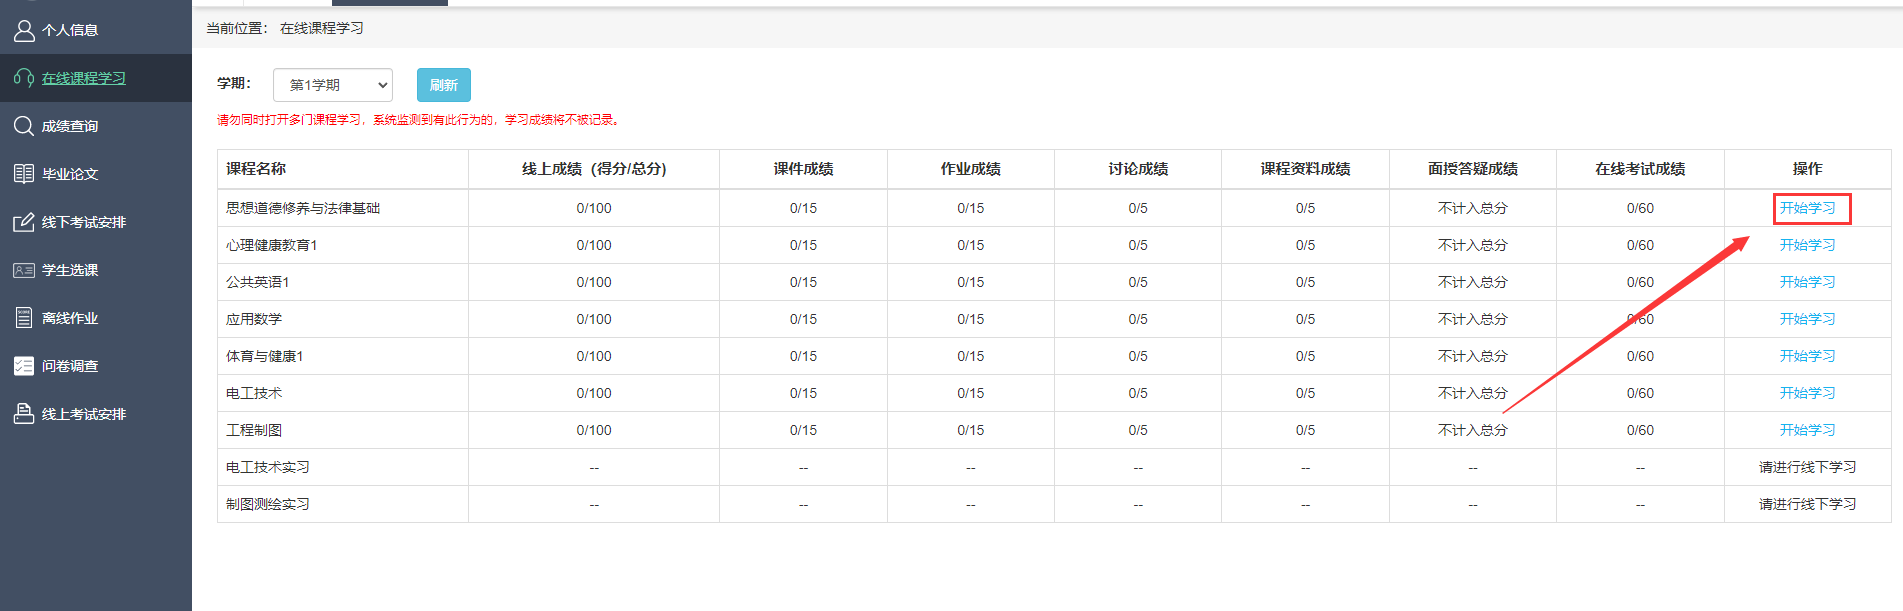 个人信息
在线课程学习
成绩查询
毕业论文
线下考试安排
学生选课
离线作业
问卷调查
线上考试安排
当前位置： 在线课程学习
学期： 第1学期 刷新
请勿同时打开多门课程学习，系统监测到有此行为的，学习成绩将不被记录。
课程名称 线上成绩（得分/总分） 课件成绩 作业成绩 讨论成绩 课程资料成绩 面授答疑成绩 在线考试成绩 操作
思想道德修养与法律基础 0/100 0/15 0/15 0/5 0/5 不计入总分 0/60 开始学习
心理健康教育1 0/100 0/15 0/15 0/5 0/5 不计入总分 0/60 开始学习
公共英语1 0/100 0/15 0/15 0/5 0/5 不计入总分 0/60 开始学习
应用数学 0/100 0/15 0/15 0/5 0/5 不计入总分 0/60 开始学习
体育与健康1 0/100 0/15 0/15 0/5 0/5 不计入总分 0/60 开始学习
电工技术 0/100 0/15 0/15 0/5 0/5 不计入总分 0/60 开始学习
工程制图 0/100 0/15 0/15 0/5 0/5 不计入总分 0/60 开始学习
电工技术实习 -- -- -- -- -- -- -- 请进行线下学习
制图测绘实习 -- -- -- -- -- -- -- 请进行线下学习